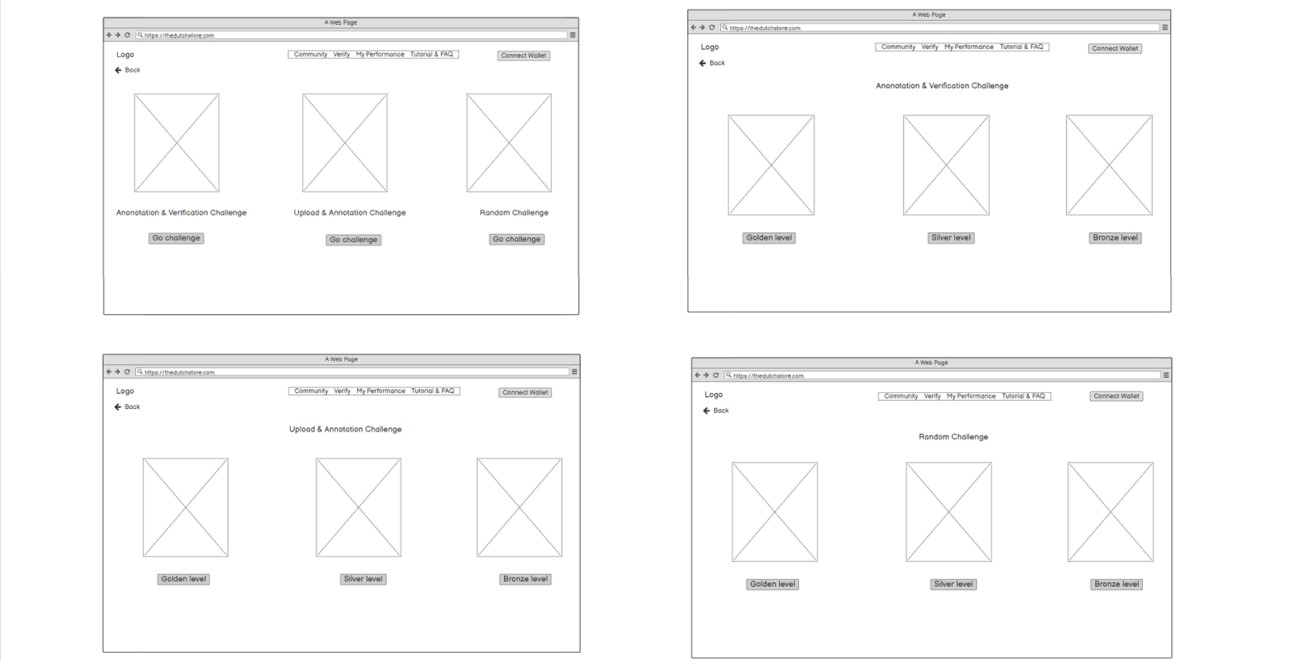 A Web Page
https://thedutchstore.com
Logo
Community Verify My Performance Tutorial & FAQ
Connect Wallet
Back
Anonotation & Verification Challenge
Upload & Annotation Challenge
Random Challenge
Go challenge
Go challenge
Go challenge
A Web Page
https://thedutchstore.com
Logo
Community Verify My Performance Tutorial & FAQ
Connect Wallet
Back
Anonotation & Verification Challenge
Golden level
Silver level
Bronze level
A Web Page
https://thedutchstore.com
Logo
Community Verify My Performance Tutorial & FAQ
Connect Wallet
Back
Upload & Annotation Challenge
Golden level
Silver level
Bronze level
A Web Page
https://thedutchstore.com
Logo
Community Verify My Performance Tutorial & FAQ
Connect Wallet
Back
Random Challenge
Golden level
Silver level
Bronze level